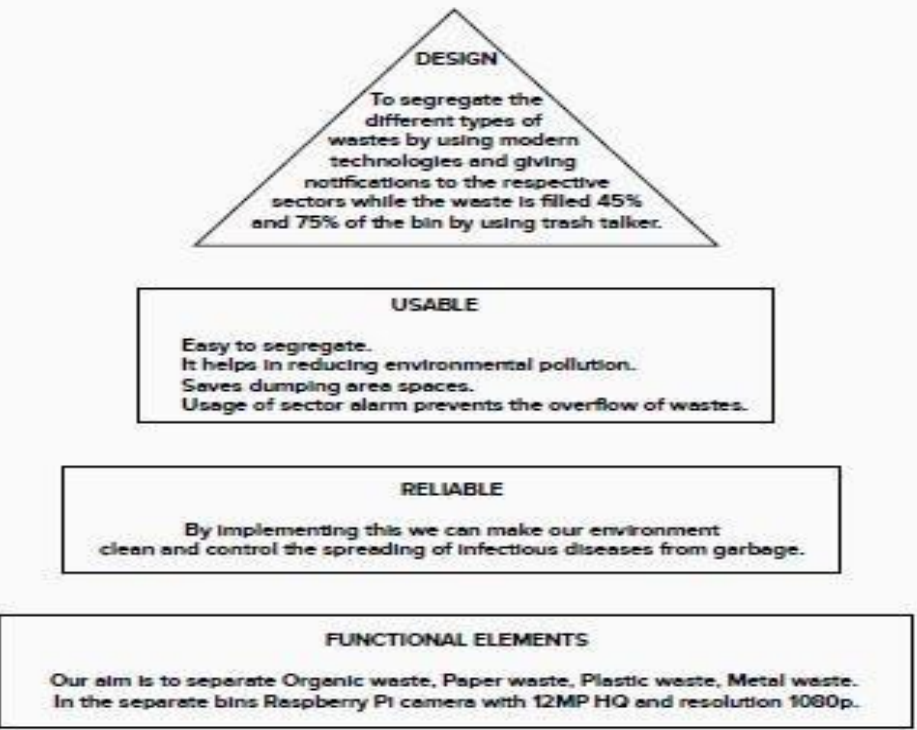 DESIGN
To segregate the
different types of
wastes by using modern
technologies and giving
notifications to the respective
sectors while the waste is filled 45%
and 75% of the bin by using trash talker.
USABLE
Easy to segregate.
It helps in reducing environmental pollution.
Saves dumping area spaces.
Usage of sector alarm prevents the overflow of wastes.
RELIABLE
By implementing this we can make our environment
clean and control the spreading of infectious diseases from garbage.
FUNCTIONAL ELEMENTS
Our aim is to separate Organic waste, Paper waste, Plastic waste, Metal waste.
In the separate bins Raspberry Pi camera with 12MP HQ and resolution 1080p.